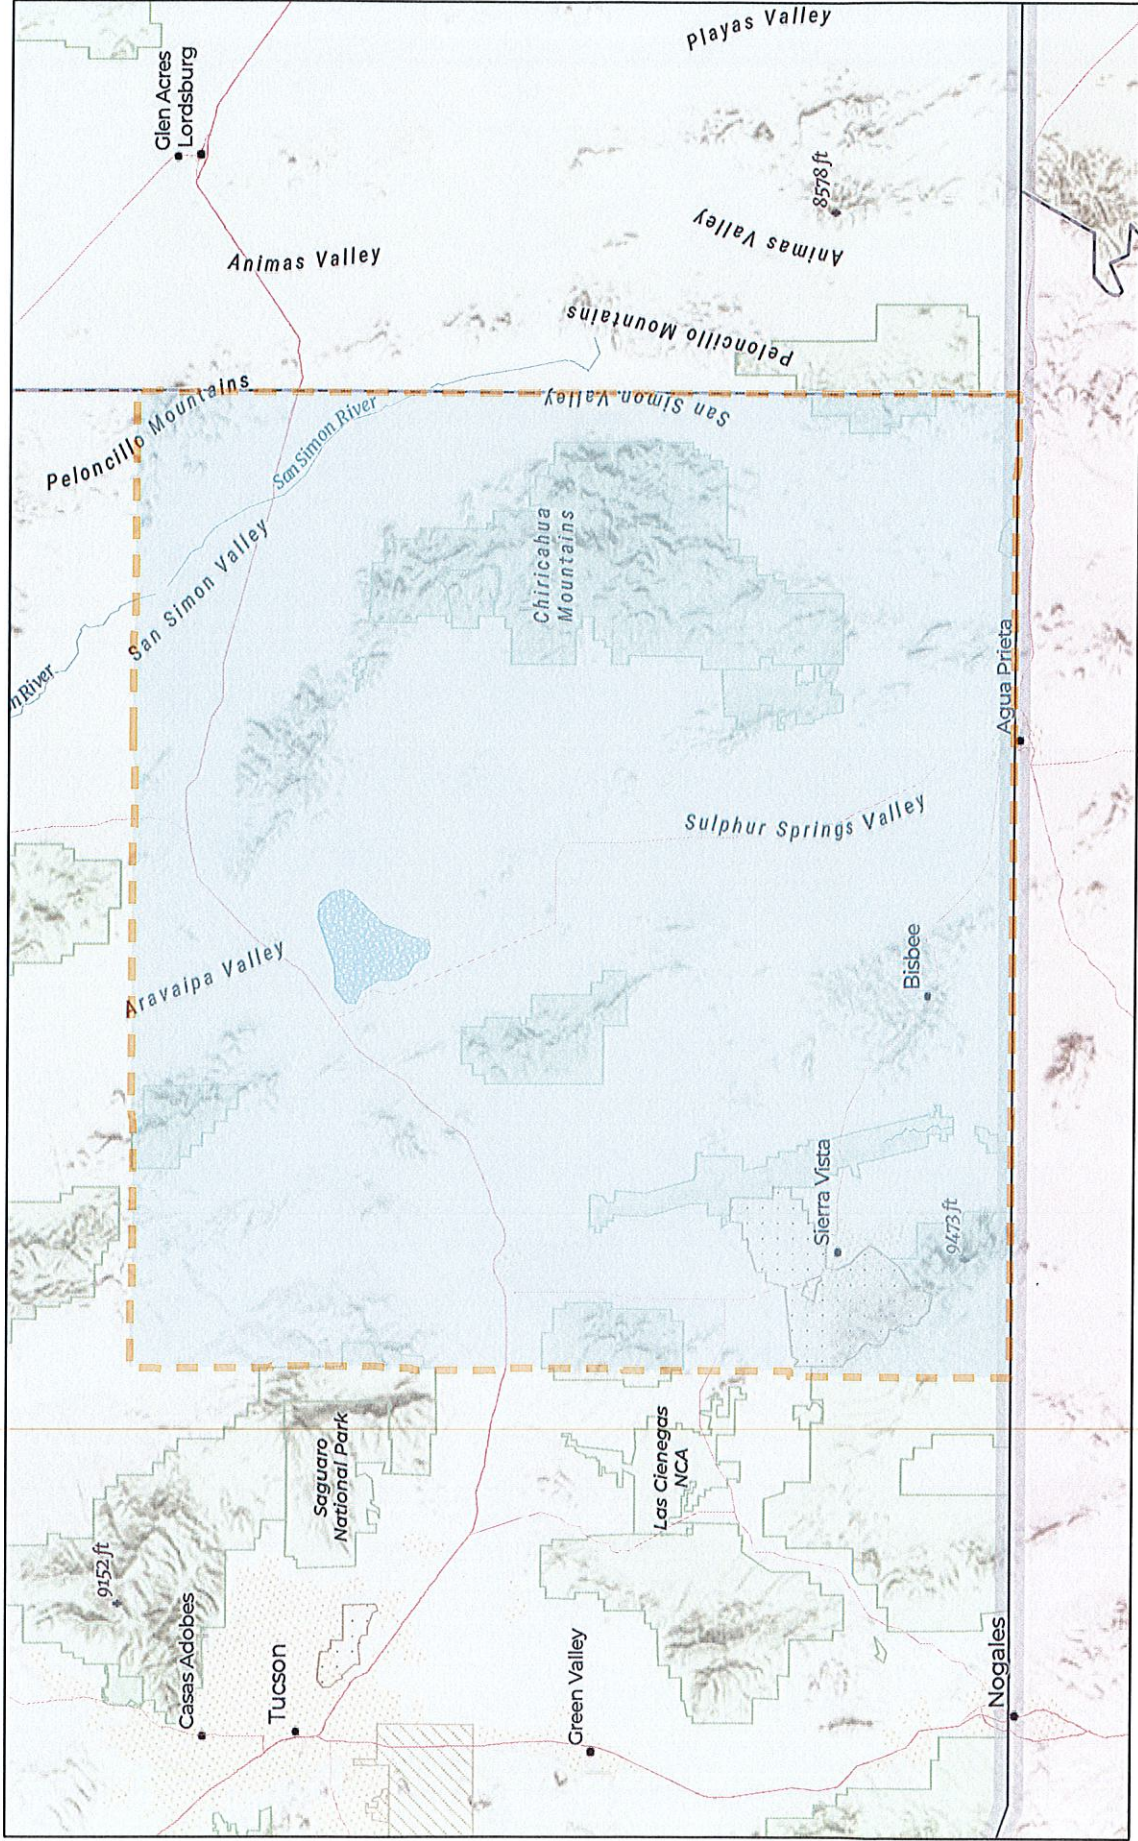 Glen Acres
Lordsburg
Playas Valley
Animas Valley
8578 ft
Animas Valley
Peloncillo Mountains
Peloncillo Mountains
San Simon River
San Simon Valley
San Simon Valley
n River
Chiricahua
Mountains
Agua Prieta
Sulphur Springs Valley
Aravaipa Valley
Bisbee
Sierra Vista
9473 ft
Saguaro
National Park
Las Cienegas
NCA
9152 ft
Casas Adobes
Tucson
Green Valley
Nogales